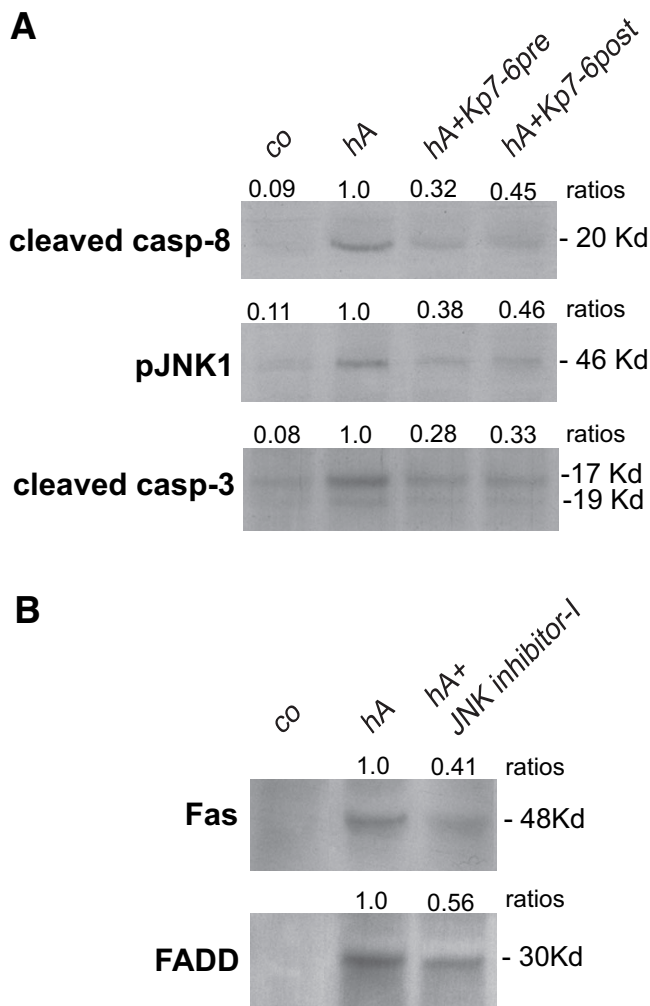 A
co hA hA+Kp7-6pre hA+Kp7-6post
0.09 1.0 0.32 0.45 ratios
cleaved casp-8 - 20 Kd
0.11 1.0 0.38 0.46 ratios
pJNK1 - 46 Kd
0.08 1.0 0.28 0.33 ratios
cleaved casp-3 -17 Kd
-19 Kd
B
co hA hA+
JNK inhibitor-I
1.0 0.41 ratios
Fas - 48Kd
1.0 0.56 ratios
FADD - 30Kd